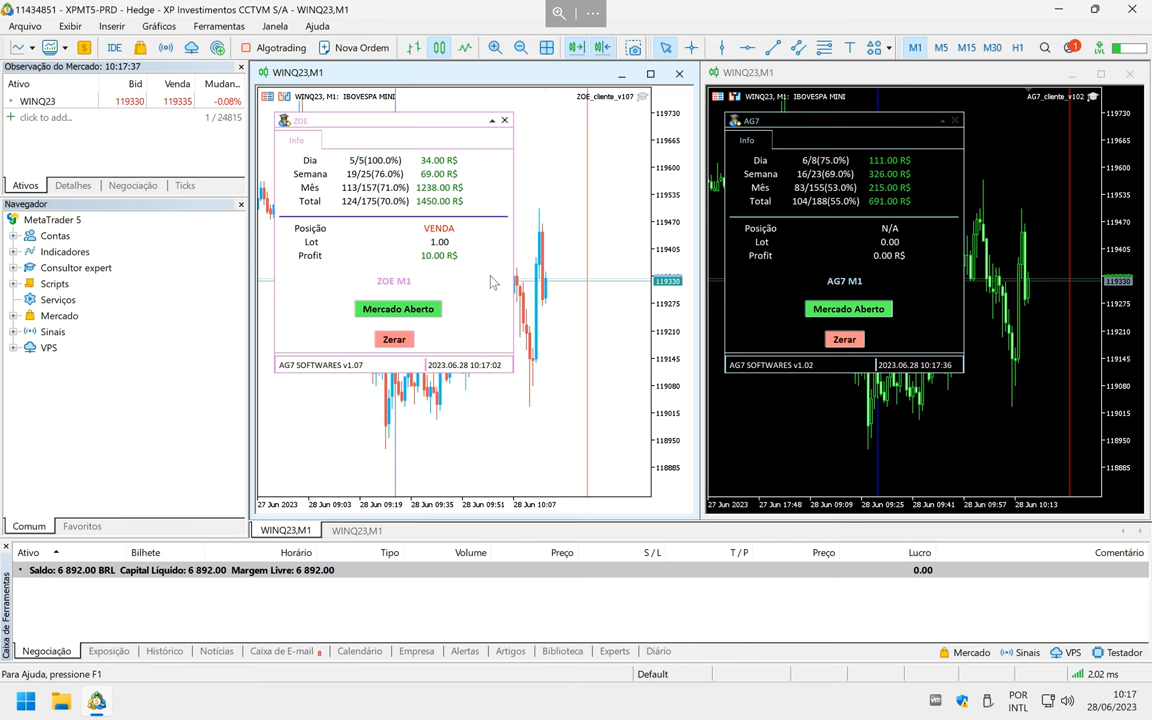 11434851 - XPMT5-PRD - Hedge - XP Investimentos CCTVM S/A - WINQ23,M1
Arquivo Exibir Inserir Gráficos Ferramentas Janela Ajuda
IDE Algotrading Nova Ordem M1 M5 M15 M30 H1 1 LVL
Observação do Mercado: 10:17:37
Ativo Bid Venda Mudan...
WINQ23 119330 119335 -0.08%
click to add... 1 / 24815
Ativos Detalhes Negociação Ticks
Navegador
MetaTrader 5
Contas
Indicadores
Consultor expert
Scripts
Serviços
Mercado
Sinais
VPS
Comum Favoritos
WINQ23,M1
WINQ23, M1: IBOVESPA MINI ZOE_cliente_v107
ZOE
Info
Dia 5/5(100.0%) 34.00 R$
Semana 19/25(76.0%) 69.00 R$
Mês 113/157(71.0%) 1238.00 R$
Total 124/175(70.0%) 1450.00 R$
Posição VENDA
Lot 1.00
Profit 10.00 R$
ZOE M1
Mercado Aberto
Zerar
AG7 SOFTWARES v1.07 2023.06.28 10:17:02
119730
119665
119600
119535
119470
119405
119330
119275
119210
119145
119080
119015
118950
118885
27 Jun 2023 28 Jun 09:03 28 Jun 09:19 28 Jun 09:35 28 Jun 09:51 28 Jun 10:07
WINQ23,M1
WINQ23, M1: IBOVESPA MINI AG7_cliente_v102
AG7
Info
Dia 6/8(75.0%) 111.00 R$
Semana 16/23(69.0%) 326.00 R$
Mês 83/155(53.0%) 215.00 R$
Total 104/188(55.0%) 691.00 R$
Posição N/A
Lot 0.00
Profit 0.00 R$
AG7 M1
Mercado Aberto
Zerar
AG7 SOFTWARES v1.02 2023.06.28 10:17:36
119730
119665
119600
119535
119470
119405
119330
119275
119210
119145
119080
119015
118950
118885
27 Jun 2023 27 Jun 17:48 28 Jun 09:09 28 Jun 09:25 28 Jun 09:41 28 Jun 09:57 28 Jun 10:13
WINQ23,M1 WINQ23,M1
Ativo Bilhete Horário Tipo Volume Preço S / L T / P Preço Lucro Comentário
Saldo: 6 892.00 BRL Capital Líquido: 6 892.00 Margem Livre: 6 892.00 0.00
Caixa de Ferramentas
Negociação Exposição Histórico Notícias Caixa de E-mail 8 Calendário Empresa Alertas Artigos Biblioteca Experts Diário Mercado Sinais VPS Testador
Para Ajuda, pressione F1 Default 2.02 ms
POR
INTL
10:17
28/06/2023